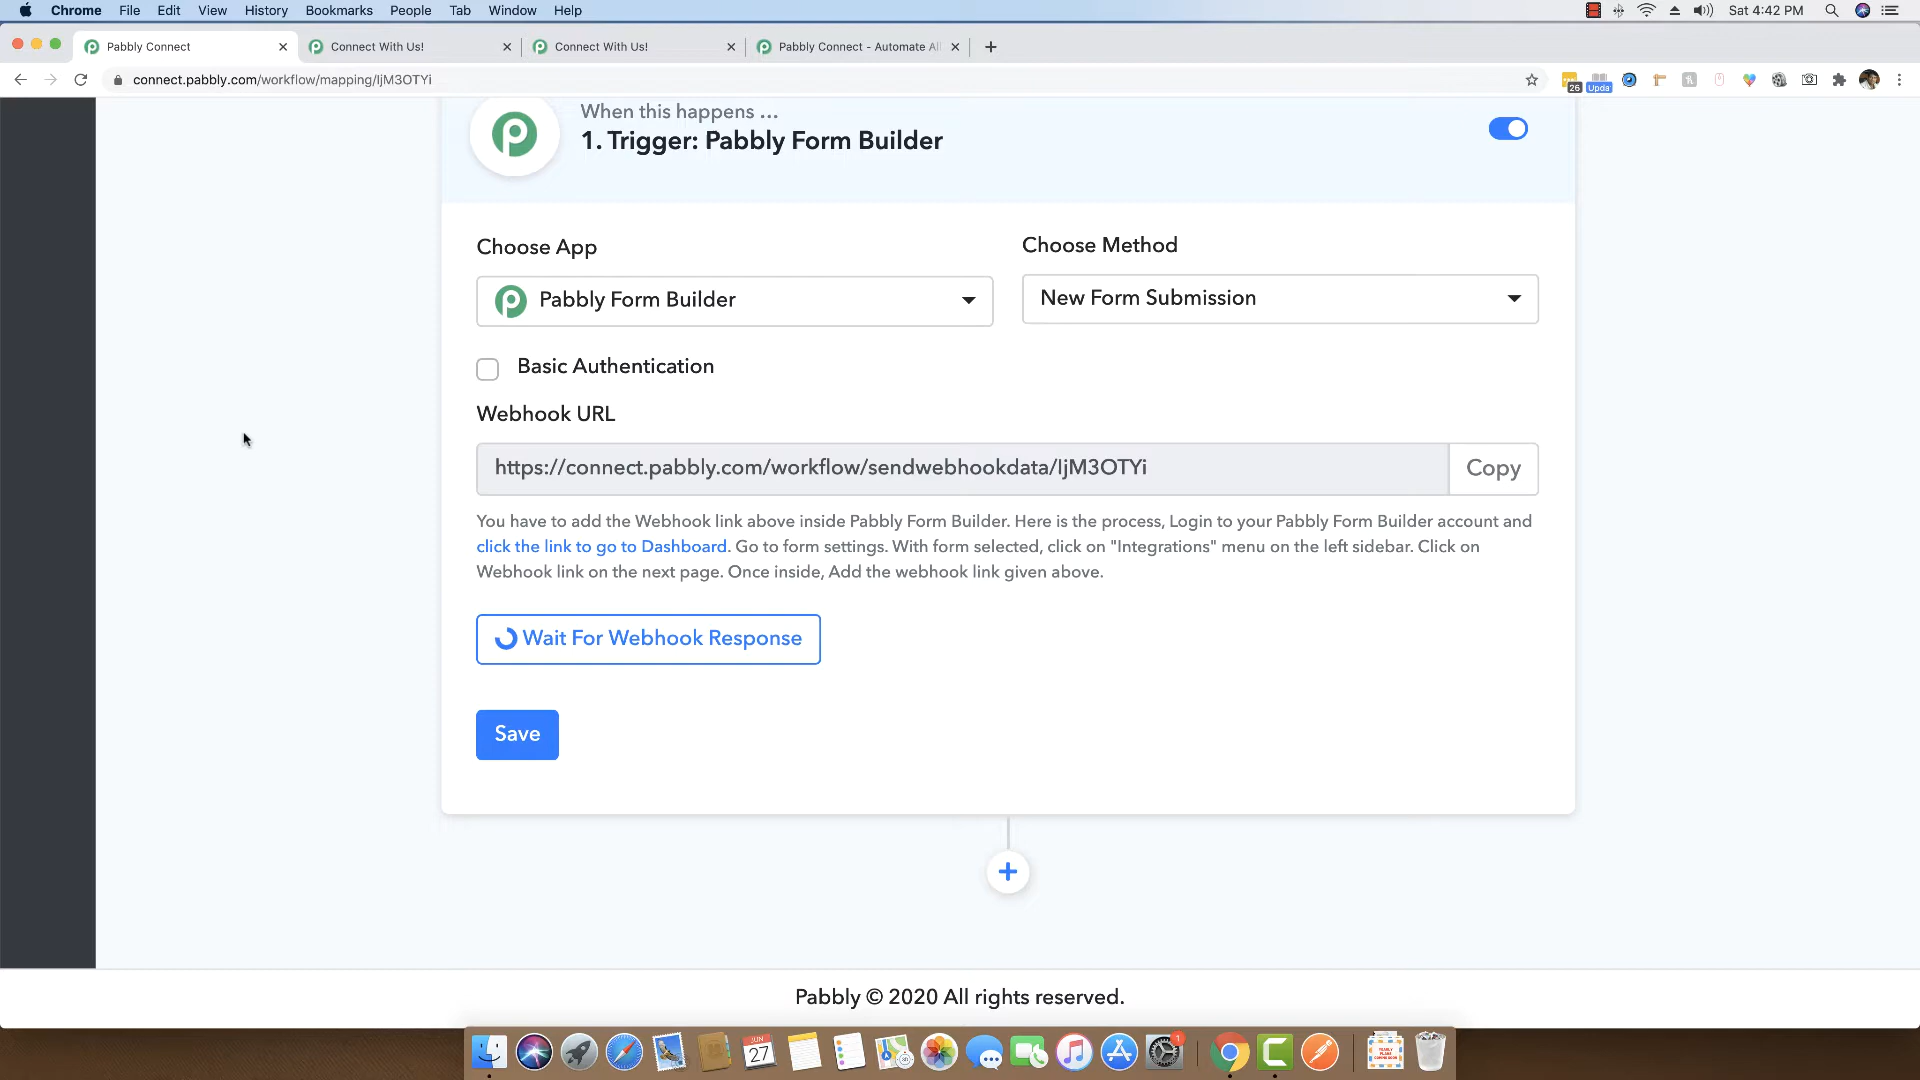 Chrome File Edit View History Bookmarks People Tab Window Help
1 Sat 4:42 PM
Pabbly Connect
Connect With Us!
Connect With Us!
Pabbly Connect - Automate Al
connect.pabbly.com/workflow/mapping/IjM3OTYi
26 Upda
When this happens ...
1. Trigger: Pabbly Form Builder
Choose App
Choose Method
Pabbly Form Builder
New Form Submission
Basic Authentication
Webhook URL
https://connect.pabbly.com/workflow/sendwebhookdata/IjM3OTYi
Copy
You have to add the Webhook link above inside Pabbly Form Builder. Here is the process, Login to your Pabbly Form Builder account and
click the link to go to Dashboard. Go to form settings. With form selected, click on "Integrations" menu on the left sidebar. Click on
Webhook link on the next page. Once inside, Add the webhook link given above.
Wait For Webhook Response
Save
Pabbly © 2020 All rights reserved.
JUN
27
1